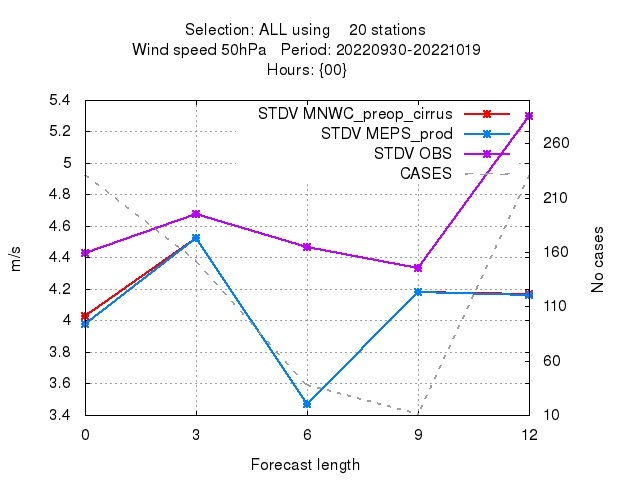 Selection: ALL using 20 stations
Wind speed 50hPa Period: 20220930-20221019
Hours: {00}
STDV MNWC_preop_cirrus
STDV MEPS_prod
STDV OBS
CASES
5.4
5.2
5
4.8
4.6
4.4
4.2
4
3.8
3.6
3.4
m/s
260
210
160
110
60
10
No cases
0 3 6 9 12
Forecast length